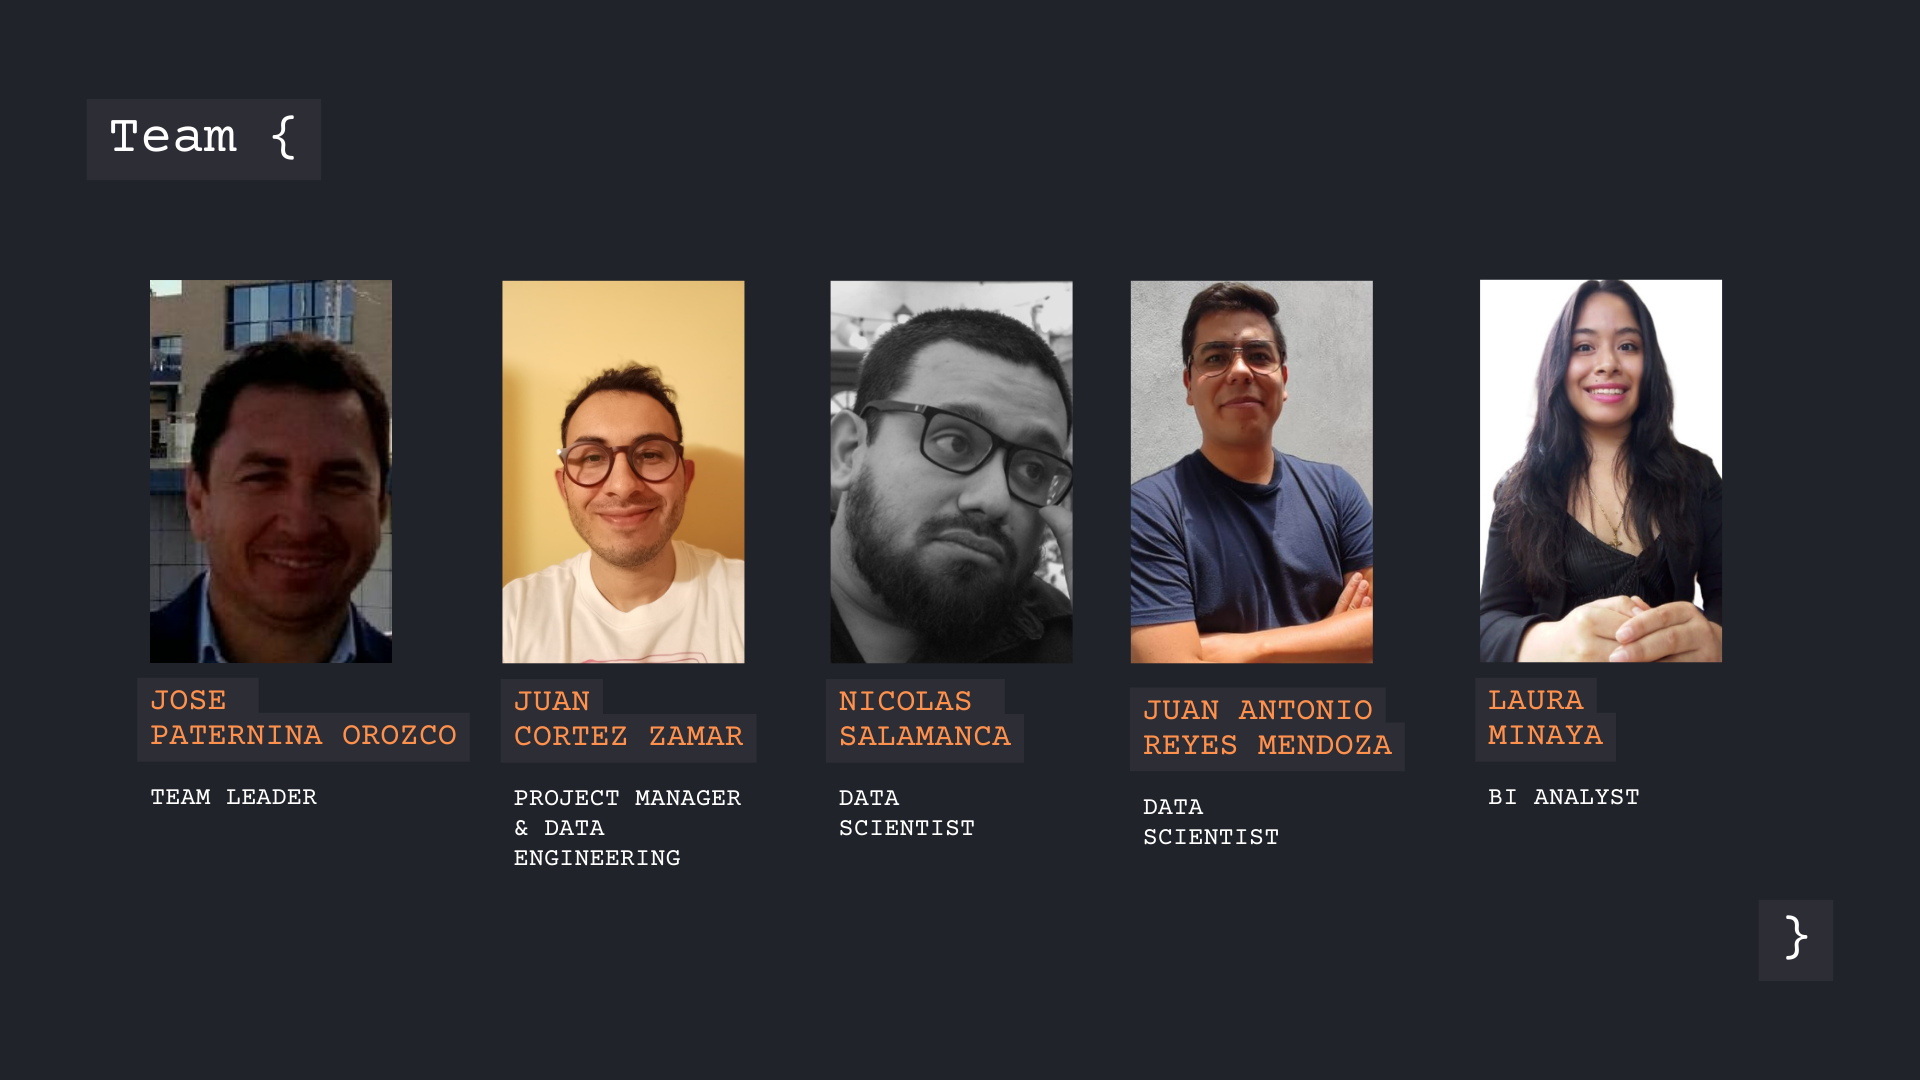 Team {
JOSE
PATERNINA OROZCO
TEAM LEADER
JUAN
CORTEZ ZAMAR
PROJECT MANAGER
& DATA
ENGINEERING
NICOLAS
SALAMANCA
DATA
SCIENTIST
JUAN ANTONIO
REYES MENDOZA
DATA
SCIENTIST
LAURA
MINAYA
BI ANALYST
}